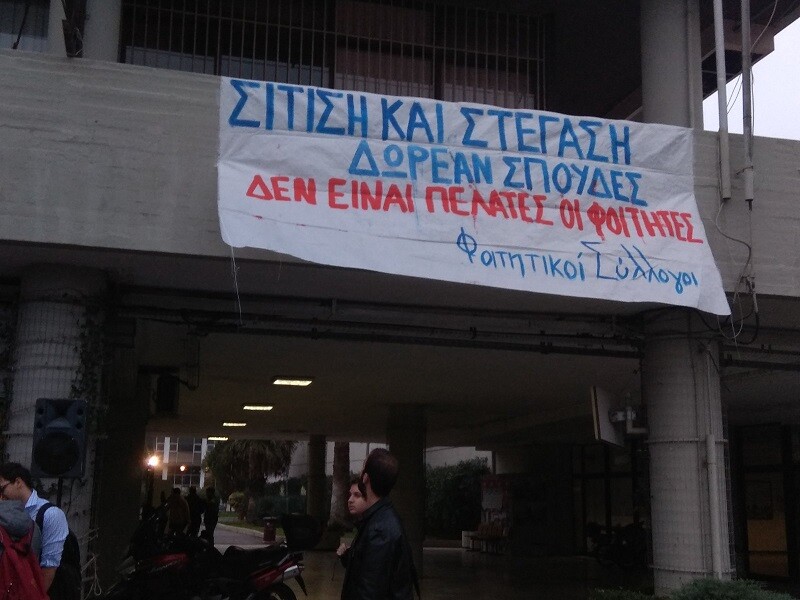 ΣΙΤΙΣΗ ΚΑΙ ΣΤΕΓΑΣΗ
ΔΩΡΕΑΝ ΣΠΟΥΔΕΣ
ΔΕΝ ΕΙΝΑΙ ΠΕΛΑΤΕΣ ΟΙ ΦΟΙΤΗΤΕΣ
Φοιτητικοί Σύλλογοι